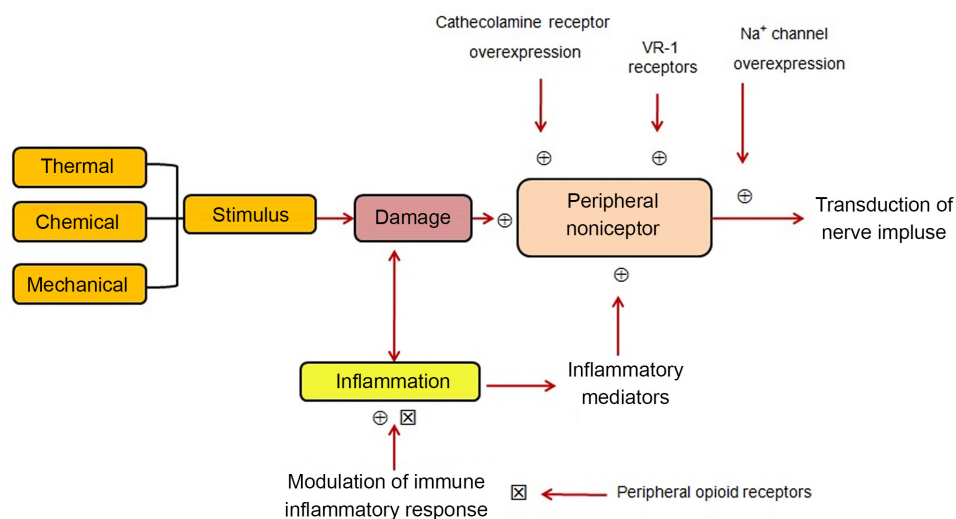 Cathecolamine receptor
overexpression
VR-1
receptors
Na⁺ channel
overexpression
Thermal
Chemical
Mechanical
Stimulus
Damage
Peripheral
noniceptor
Transduction of
nerve impluse
Inflammation
Inflammatory
mediators
Modulation of immune
inflammatory response
Peripheral opioid receptors